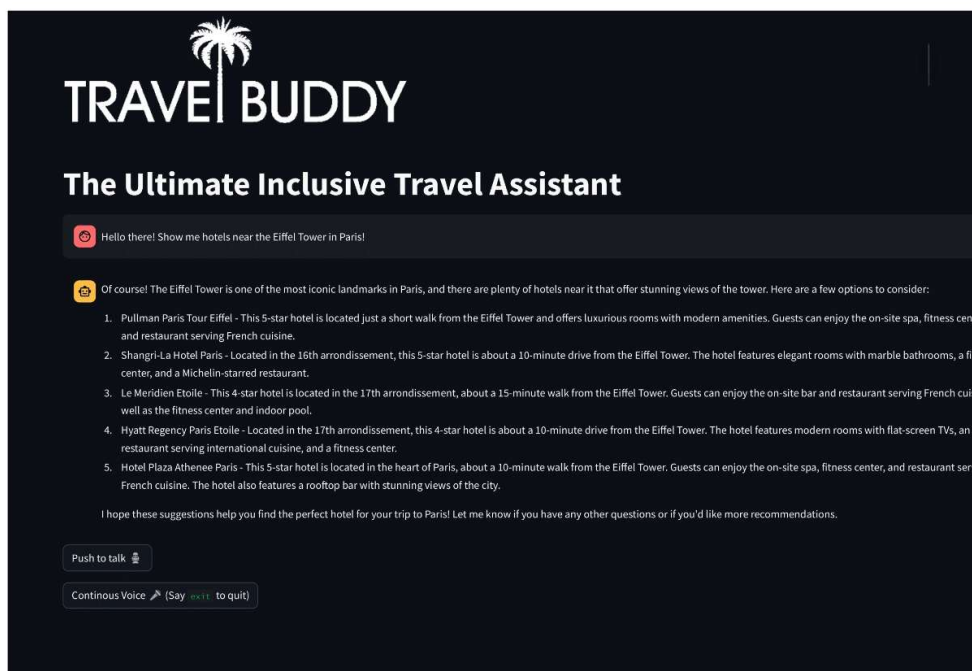 TRAVEL BUDDY
The Ultimate Inclusive Travel Assistant
Hello there! Show me hotels near the Eiffel Tower in Paris!
Of course! The Eiffel Tower is one of the most iconic landmarks in Paris, and there are plenty of hotels near it that offer stunning views of the tower. Here are a few options to consider:
1. Pullman Paris Tour Eiffel - This 5-star hotel is located just a short walk from the Eiffel Tower and offers luxurious rooms with modern amenities. Guests can enjoy the on-site spa, fitness cen
and restaurant serving French cuisine.
2. Shangri-La Hotel Paris - Located in the 16th arrondissement, this 5-star hotel is about a 10-minute drive from the Eiffel Tower. The hotel features elegant rooms with marble bathrooms, a fi
center, and a Michelin-starred restaurant.
3. Le Meridien Etoile - This 4-star hotel is located in the 17th arrondissement, about a 15-minute walk from the Eiffel Tower. Guests can enjoy the on-site bar and restaurant serving French cuis
well as the fitness center and indoor pool.
4. Hyatt Regency Paris Etoile - Located in the 17th arrondissement, this 4-star hotel is about a 10-minute drive from the Eiffel Tower. The hotel features modern rooms with flat-screen TVs, an
restaurant serving international cuisine, and a fitness center.
5. Hotel Plaza Athenee Paris - This 5-star hotel is located in the heart of Paris, about a 10-minute walk from the Eiffel Tower. Guests can enjoy the on-site spa, fitness center, and restaurant ser
French cuisine. The hotel also features a rooftop bar with stunning views of the city.
I hope these suggestions help you find the perfect hotel for your trip to Paris! Let me know if you have any other questions or if you'd like more recommendations.
Push to talk
Continous Voice (Say exit to quit)